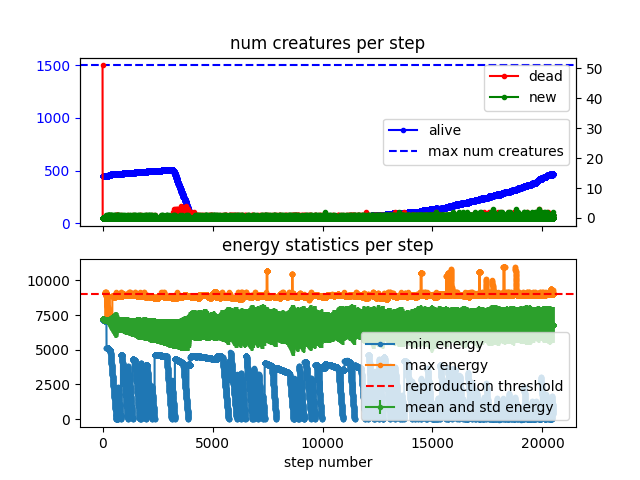 num creatures per step
1500
1000
500
0
50
40
30
20
10
0
dead
new
alive
max num creatures
energy statistics per step
10000
7500
5000
2500
0
min energy
max energy
reproduction threshold
mean and std energy
0
5000
10000
15000
20000
step number